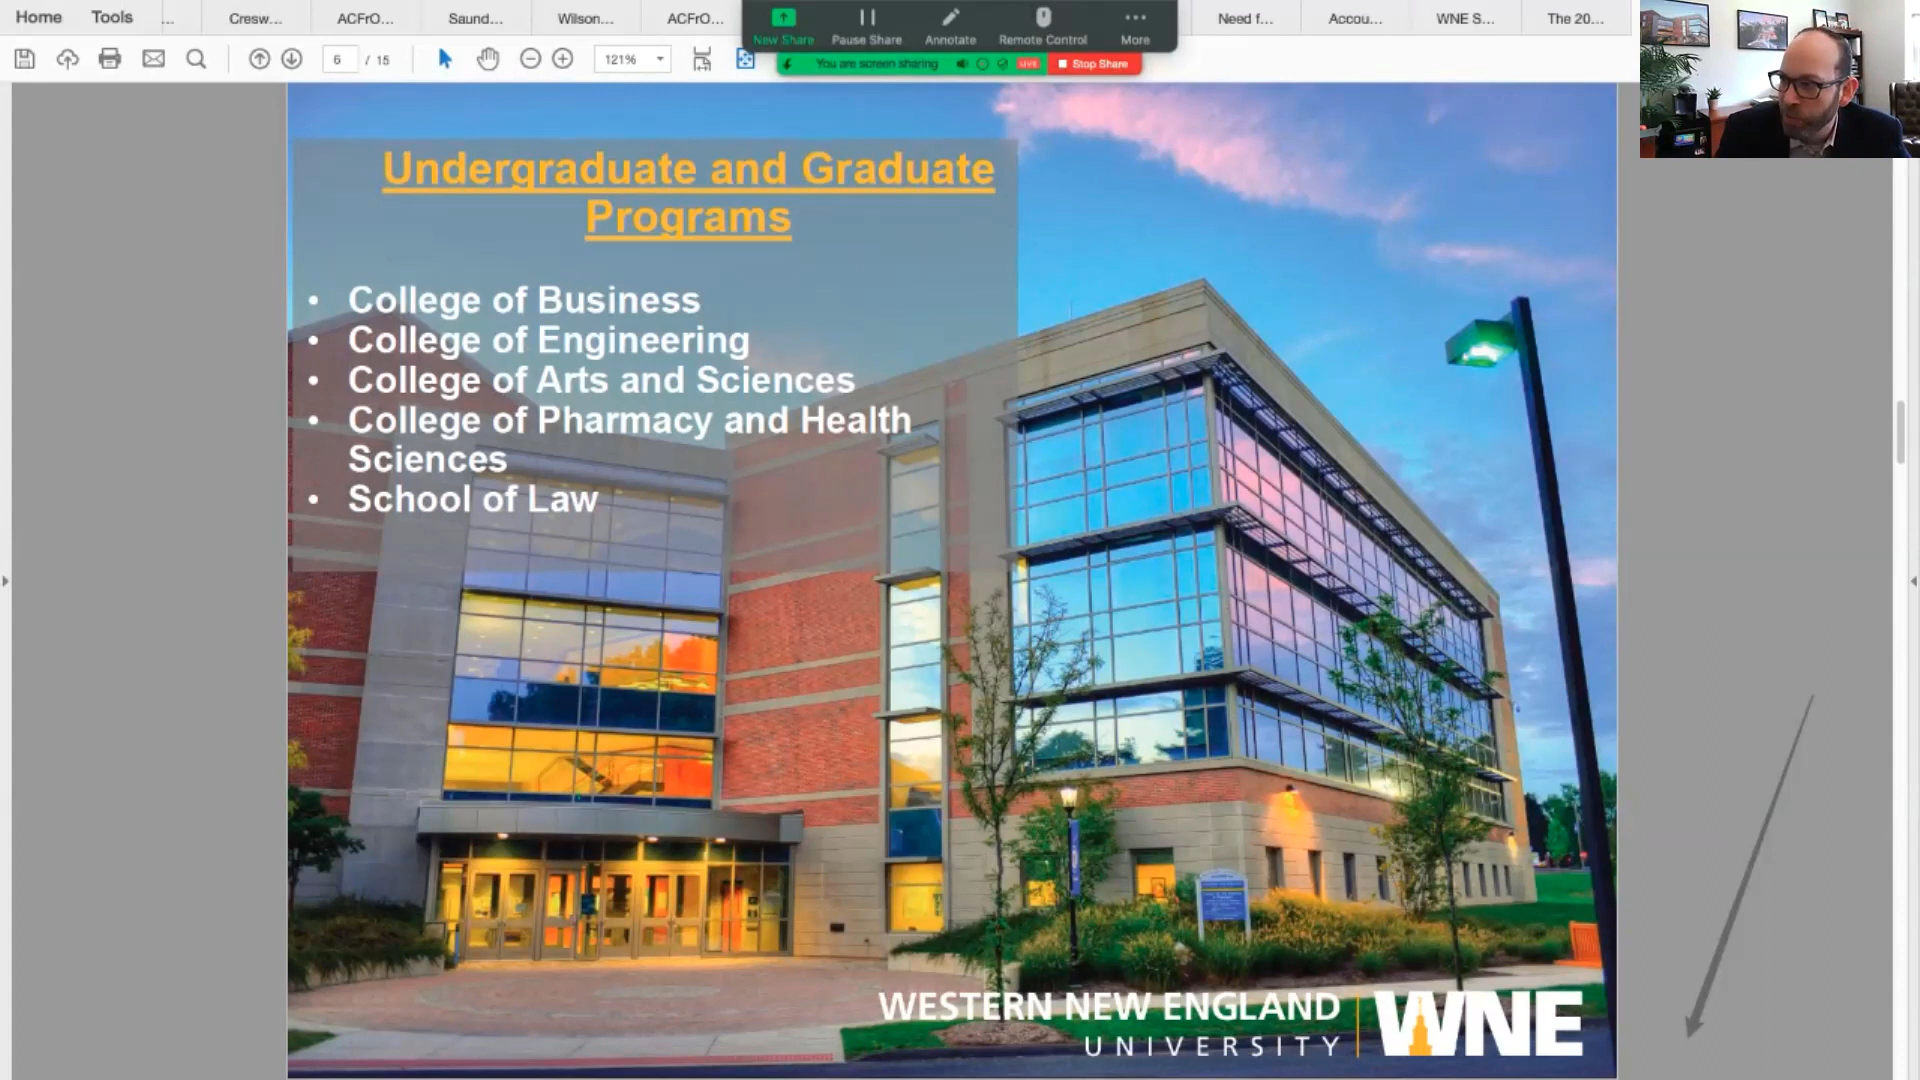 Home
Tools
...
Cresw...
ACFrO...
Saund...
Wilson...
ACFrO...
Need f...
Accou...
WNE S...
The 20...
New Share
Pause Share
Annotate
Remote Control
More
6 / 15
121%
You are screen sharing
LIVE
Stop Share
Undergraduate and Graduate
Programs
• College of Business
• College of Engineering
• College of Arts and Sciences
• College of Pharmacy and Health
Sciences
• School of Law
WESTERN NEW ENGLAND
UNIVERSITY
WNE